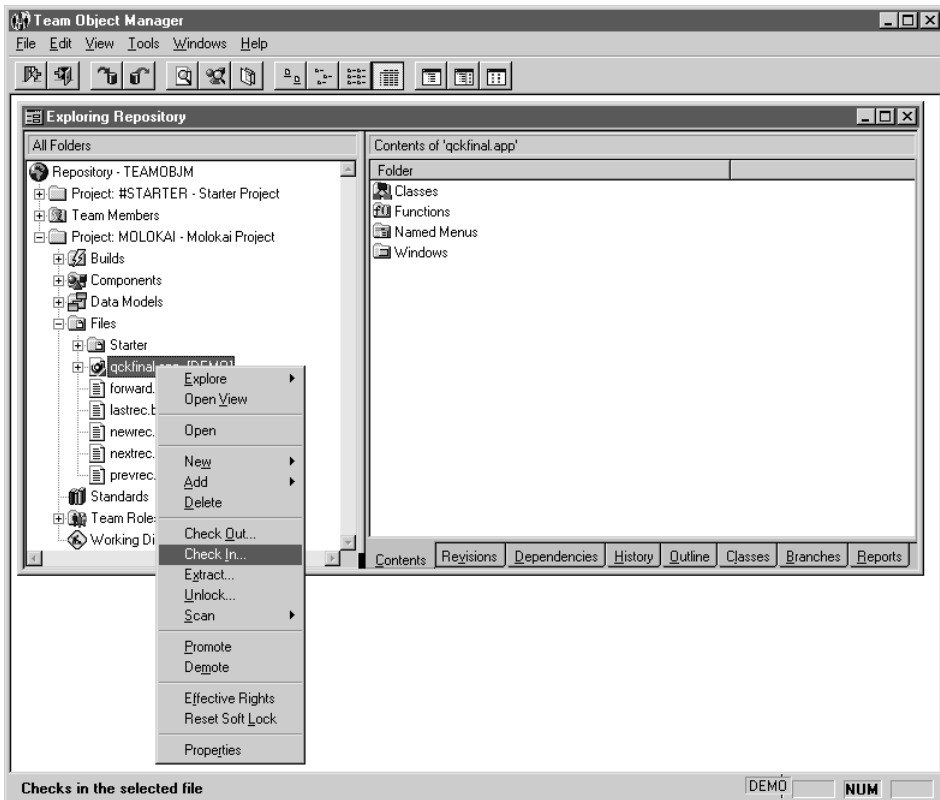 Team Object Manager
File Edit View Tools Windows Help
Exploring Repository
All Folders
Contents of 'qckfinal.app'
Repository - TEAMOBJM
Project: #STARTER - Starter Project
Team Members
Project: MOLOKAI - Molokai Project
Builds
Components
Data Models
Files
Starter
qckfinal.app [DEMO]
forward.
lastrec.b
newrec.
nextrec.
prevrec.
Standards
Team Role
Working Di
Folder
Classes
Functions
Named Menus
Windows
Explore
Open View
Open
New
Add
Delete
Check Out...
Check In...
Extract...
Unlock...
Scan
Promote
Demote
Effective Rights
Reset Soft Lock
Properties
Contents Revisions Dependencies History Outline Classes Branches Reports
Checks in the selected file
DEMO NUM